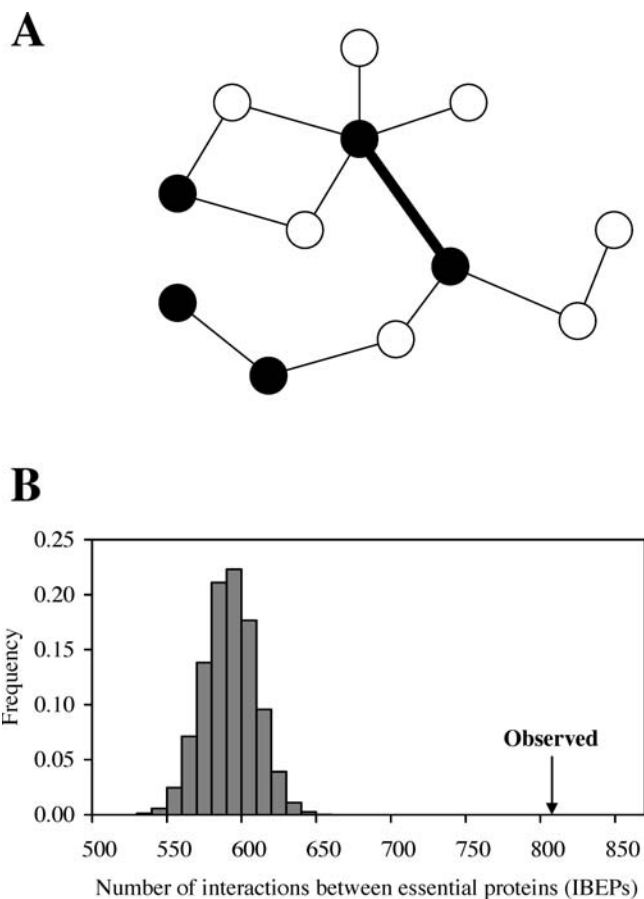 A
B
0.25
0.20
0.15
0.10
0.05
0.00
Frequency
Observed
500 550 600 650 700 750 800 850
Number of interactions between essential proteins (IBEPs)